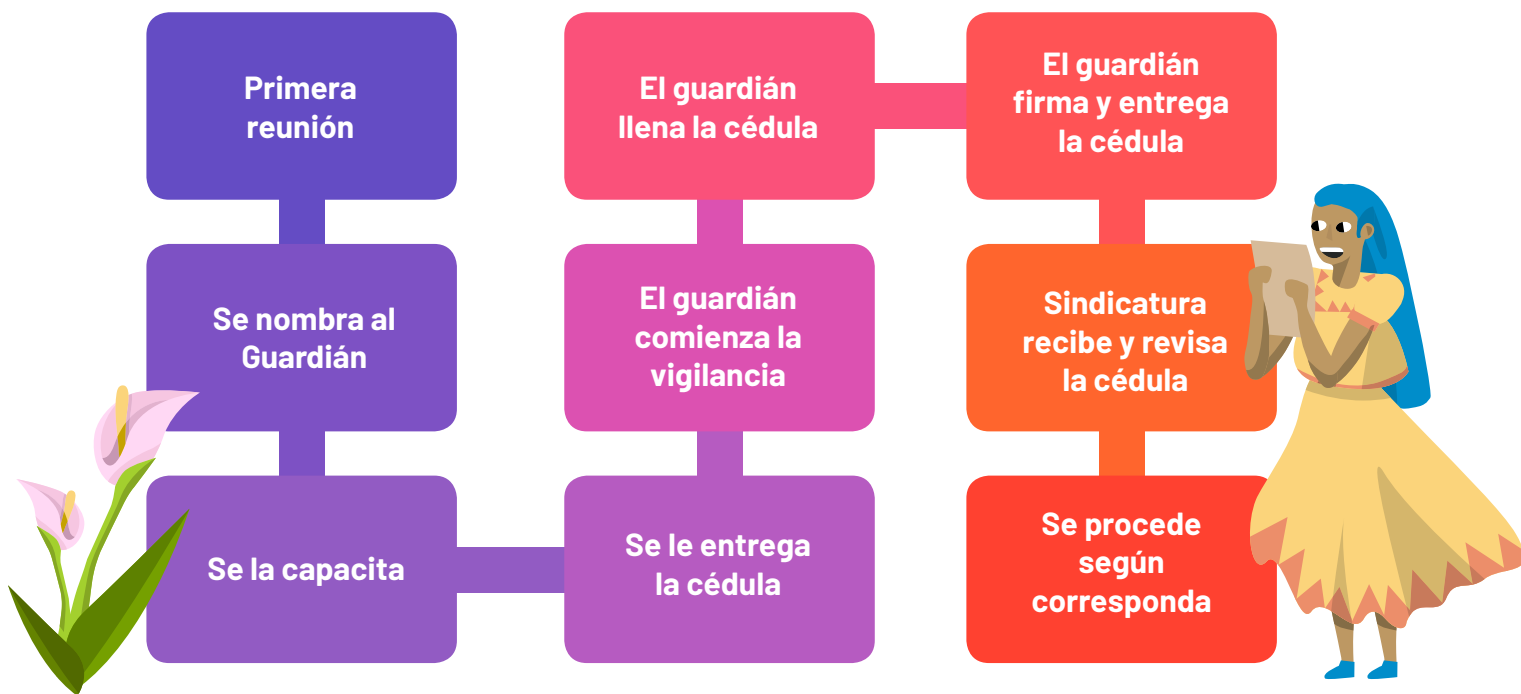 Primera
reunión
Se nombra al
Guardián
Se la capacita
Se le entrega
la cédula
El guardián
comienza la
vigilancia
El guardián
llena la cédula
El guardián
firma y entrega
la cédula
Sindicatura
recibe y revisa
la cédula
Se procede
según
corresponda